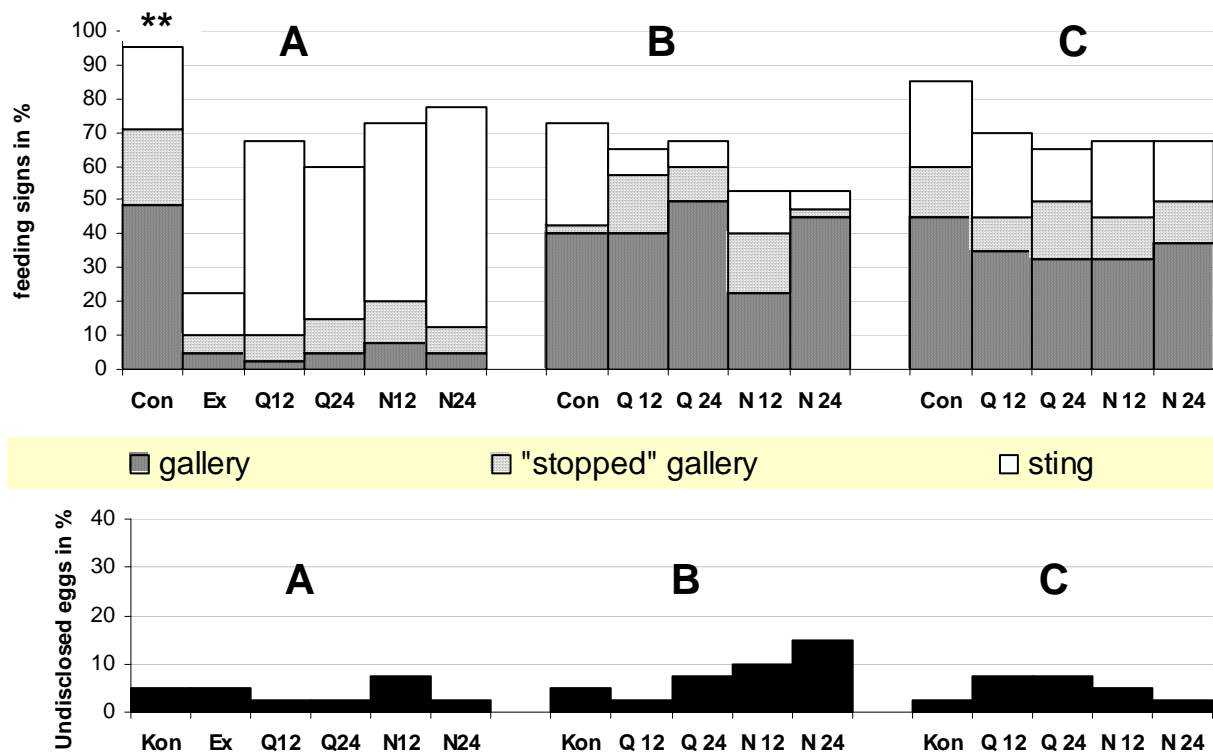 **
A B C
feeding signs in %
100
90
80
70
60
50
40
30
20
10
0
Con Ex Q12 Q24 N12 N24 Con Q 12 Q 24 N 12 N 24 Con Q 12 Q 24 N 12 N 24
gallery "stopped" gallery sting
Undisclosed eggs in %
40
30
20
10
0
A B C
Kon Ex Q12 Q24 N12 N24 Kon Q 12 Q 24 N 12 N 24 Kon Q 12 Q 24 N 12 N 24